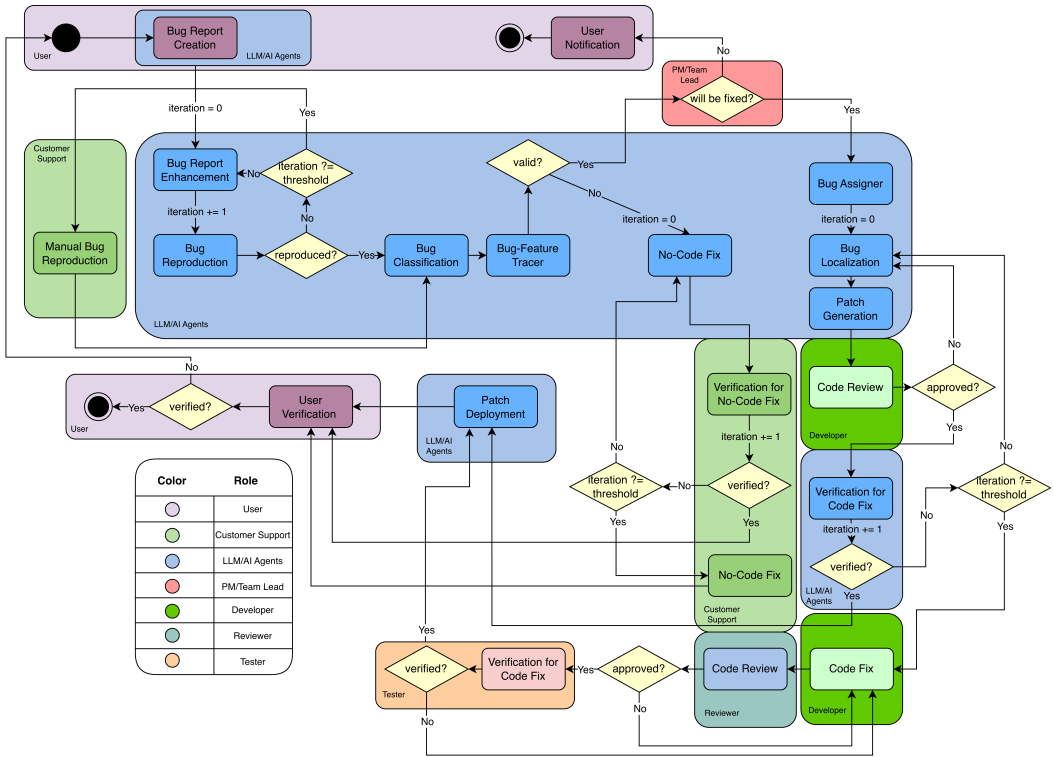 User
Bug Report
Creation
LLM/AI Agents
User
Notification
No
PM/Team
Lead
will be fixed?
Yes
iteration = 0
Yes
Customer
Support
Manual Bug
Reproduction
Bug Report
Enhancement
No
iteration ?=
threshold
iteration += 1
No
Bug
Reproduction
reproduced?
Yes
Bug
Classification
Bug-Feature
Tracer
valid?
Yes
No
iteration = 0
No-Code Fix
Bug Assigner
iteration = 0
Bug
Localization
Patch
Generation
LLM/AI Agents
No
Yes
verified?
User
Verification
User
Patch
Deployment
LLM/AI
Agents
Verification for
No-Code Fix
iteration += 1
verified?
No
Yes
No
iteration ?=
threshold
Yes
No-Code Fix
Customer
Support
Code Review
Developer
No
approved?
Yes
Verification for
Code Fix
iteration += 1
verified?
LLM/AI
Agents
Yes
No
No
iteration ?=
threshold
Yes
Color
Role
User
Customer Support
LLM/AI Agents
PM/Team Lead
Developer
Reviewer
Tester
Yes
verified?
Verification for
Code Fix
Tester
No
Yes
approved?
No
Code Review
Reviewer
Code Fix
Developer